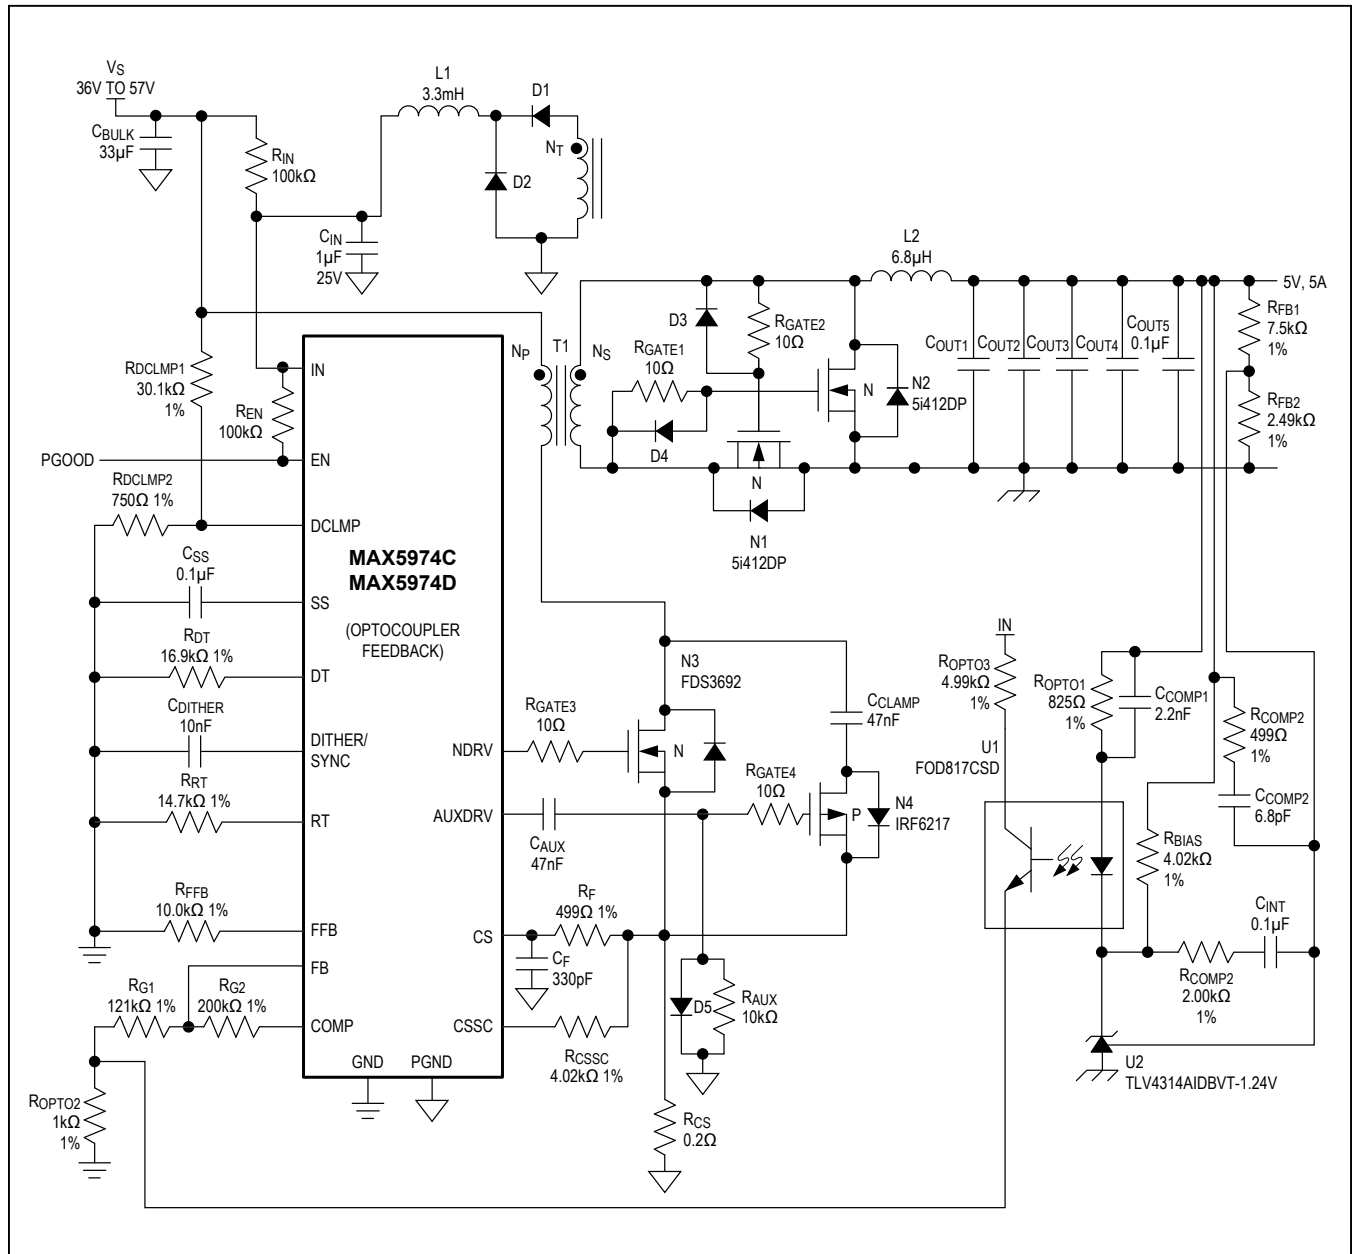 VS
36V TO 57V
CBULK
33µF
RIN
100kΩ
L1
3.3mH
D1
NT
D2
CIN
1µF
25V
L2
6.8µH
5V, 5A
RDCLMP1
30.1kΩ
1%
REN
100kΩ
PGOOD
RDCLMP2
750Ω 1%
CSS
0.1µF
RDT
16.9kΩ 1%
CDITHER
10nF
RRT
14.7kΩ 1%
RFFB
10.0kΩ 1%
RG1
121kΩ 1%
RG2
200kΩ 1%
ROPTO2
1kΩ
1%
IN
EN
DCLMP
SS
DT
DITHER/
SYNC
RT
FFB
FB
COMP
GND
PGND
MAX5974C
MAX5974D
(OPTOCOUPLER
FEEDBACK)
NDRV
AUXDRV
CS
CSSC
NP
T1
NS
D3
RGATE2
10Ω
RGATE1
10Ω
D4
N
N1
5i412DP
N
N2
5i412DP
COUT1
COUT2
COUT3
COUT4
COUT5
0.1µF
RFB1
7.5kΩ
1%
RFB2
2.49kΩ
1%
N3
FDS3692
N
RGATE3
10Ω
CCLAMP
47nF
RGATE4
10Ω
P
N4
IRF6217
CAUX
47nF
RF
499Ω 1%
CF
330pF
RCSSC
4.02kΩ 1%
D5
RAUX
10kΩ
RCS
0.2Ω
IN
ROPTO3
4.99kΩ
1%
U1
FOD817CSD
ROPTO1
825Ω
1%
CCOMP1
2.2nF
RCOMP2
499Ω
1%
CCOMP2
6.8pF
RBIAS
4.02kΩ
1%
CINT
0.1µF
RCOMP2
2.00kΩ
1%
U2
TLV4314AIDBVT-1.24V